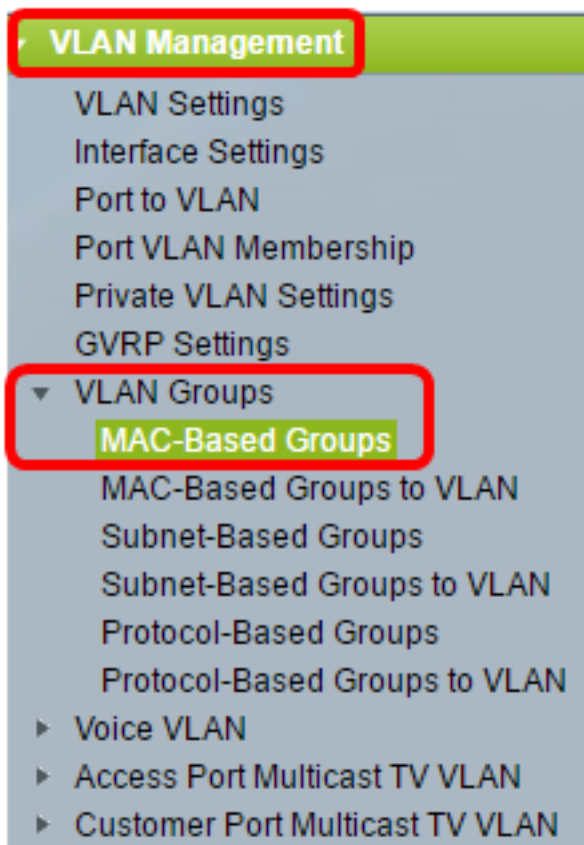 VLAN Management
VLAN Settings
Interface Settings
Port to VLAN
Port VLAN Membership
Private VLAN Settings
GVRP Settings
VLAN Groups
MAC-Based Groups
MAC-Based Groups to VLAN
Subnet-Based Groups
Subnet-Based Groups to VLAN
Protocol-Based Groups
Protocol-Based Groups to VLAN
Voice VLAN
Access Port Multicast TV VLAN
Customer Port Multicast TV VLAN